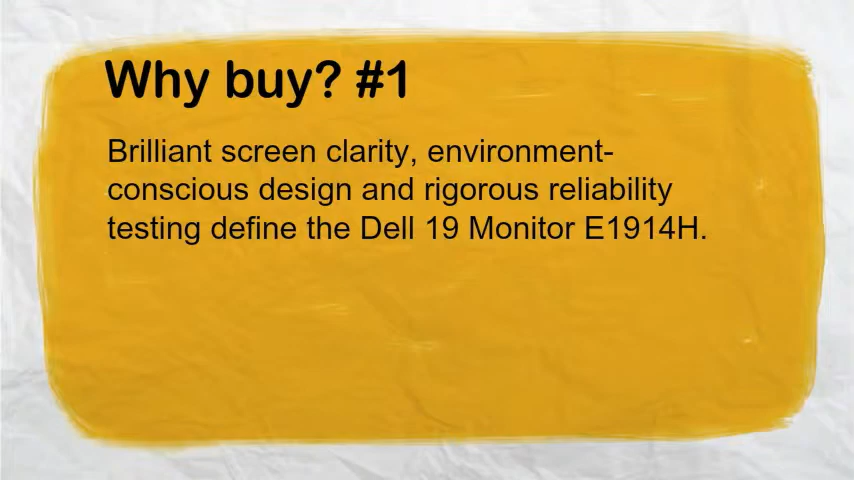 Why buy? #1
Brilliant screen clarity, environment-
conscious design and rigorous reliability
testing define the Dell 19 Monitor E1914H.